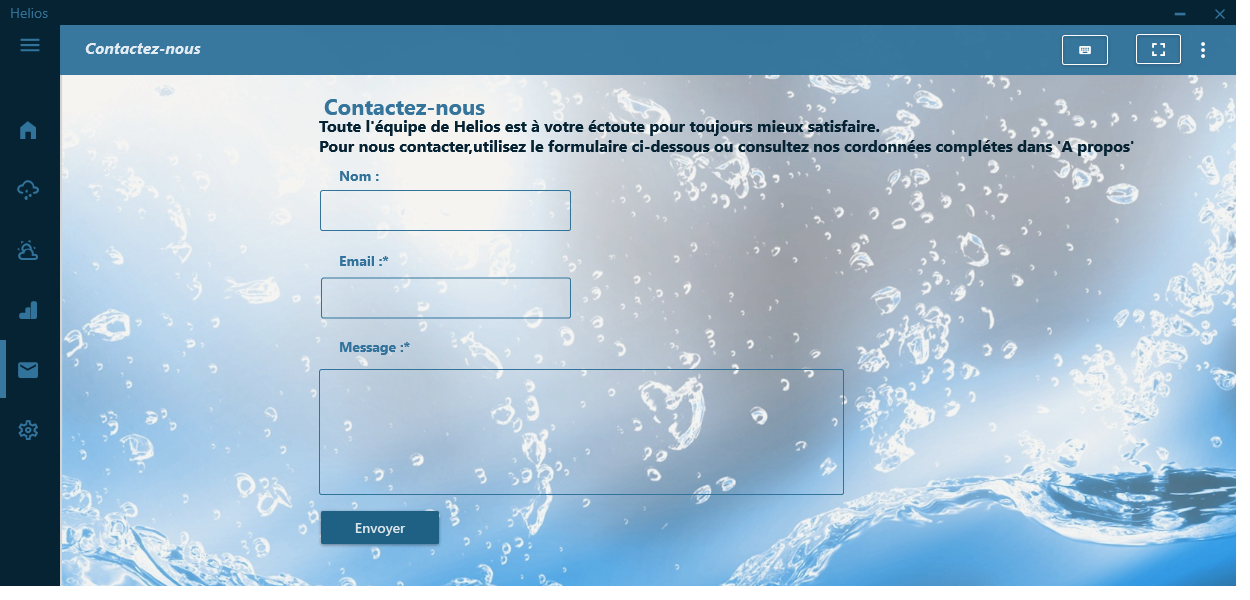 Helios
Contactez-nous
Contactez-nous
Toute l'équipe de Helios est à votre éctoute pour toujours mieux satisfaire.
Pour nous contacter,utilisez le formulaire ci-dessous ou consultez nos cordonnées complétes dans 'A propos'
Nom :
Email :*
Message :*
Envoyer